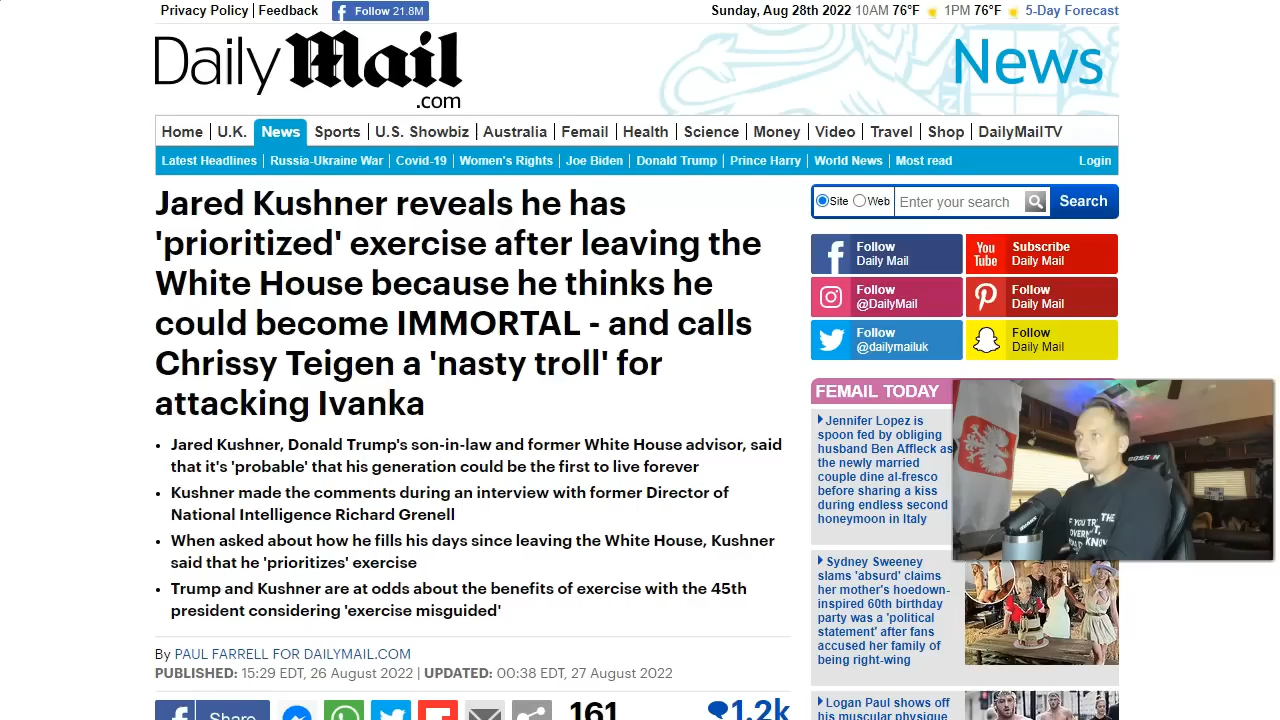 Privacy Policy Feedback Follow 21.8M Sunday, Aug 28th 2022 10AM 76°F 1PM 76°F 5-Day Forecast
Daily Mail
.com
News
Home U.K. News Sports U.S. Showbiz Australia Femail Health Science Money Video Travel Shop DailyMailTV
Latest Headlines Russia-Ukraine War Covid-19 Women's Rights Joe Biden Donald Trump Prince Harry World News Most read Login
Jared Kushner reveals he has
'prioritized' exercise after leaving the
White House because he thinks he
could become IMMORTAL - and calls
Chrissy Teigen a 'nasty troll' for
attacking Ivanka
• Jared Kushner, Donald Trump's son-in-law and former White House advisor, said
that it's 'probable' that his generation could be the first to live forever
• Kushner made the comments during an interview with former Director of
National Intelligence Richard Grenell
• When asked about how he fills his days since leaving the White House, Kushner
said that he 'prioritizes' exercise
• Trump and Kushner are at odds about the benefits of exercise with the 45th
president considering 'exercise misguided'
By PAUL FARRELL FOR DAILYMAIL.COM
PUBLISHED: 15:29 EDT, 26 August 2022 | UPDATED: 00:38 EDT, 27 August 2022
Share 161 1.2k
Site Web Enter your search Search
Follow
Daily Mail
You
Tube
Subscribe
Daily Mail
Follow
@DailyMail
Follow
Daily Mail
Follow
@dailymailuk
Follow
Daily Mail
FEMAIL TODAY
Jennifer Lopez is
spoon fed by obliging
husband Ben Affleck as
the newly married
couple dine al-fresco
before sharing a kiss
during endless second
honeymoon in Italy
Sydney Sweeney
slams 'absurd' claims
her mother's hoedown-
inspired 60th birthday
party was a 'political
statement' after fans
accused her family of
being right-wing
Logan Paul shows off
his muscular physique
IF YOU TR THE